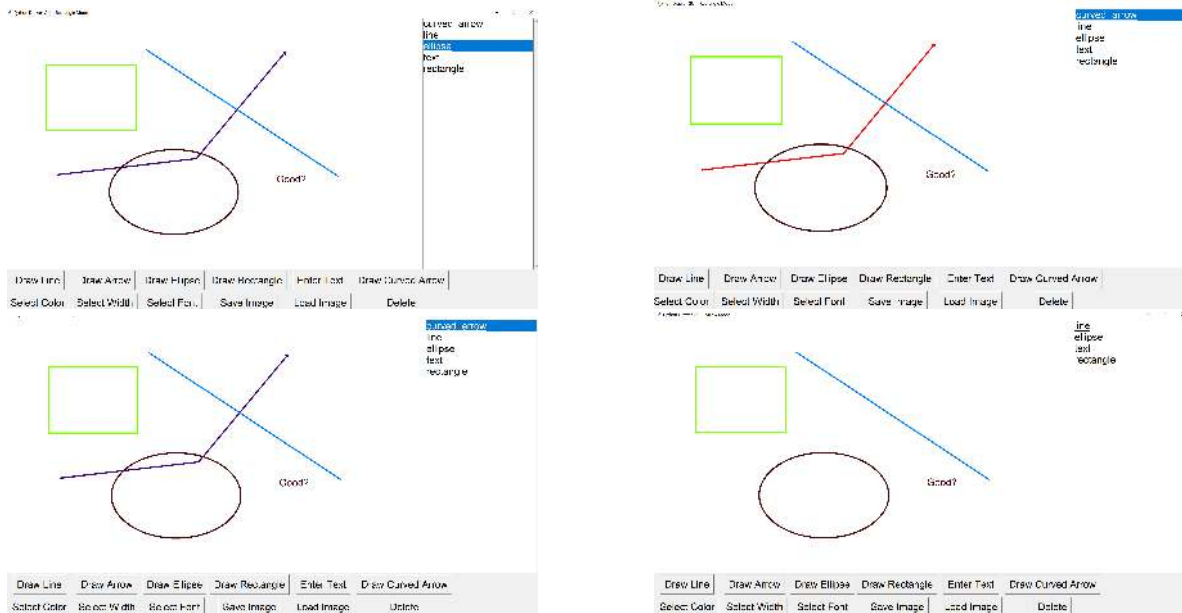 curved_arrow
line
ellipse
text
rectangle
Good?
Draw Line Draw Arrow Draw Ellipse Draw Rectangle Enter Text Draw Curved Arrow
Select Color Select Width Select Font Save Image Load Image Delete
curved_arrow
line
ellipse
text
rectangle
Good?
Draw Line Draw Arrow Draw Ellipse Draw Rectangle Enter Text Draw Curved Arrow
Select Color Select Width Select Font Save Image Load Image Delete
curved_arrow
line
ellipse
text
rectangle
Good?
Draw Line Draw Arrow Draw Ellipse Draw Rectangle Enter Text Draw Curved Arrow
Select Color Select Width Select Font Save Image Load Image Delete
line
ellipse
text
rectangle
Good?
Draw Line Draw Arrow Draw Ellipse Draw Rectangle Enter Text Draw Curved Arrow
Select Color Select Width Select Font Save Image Load Image Delete